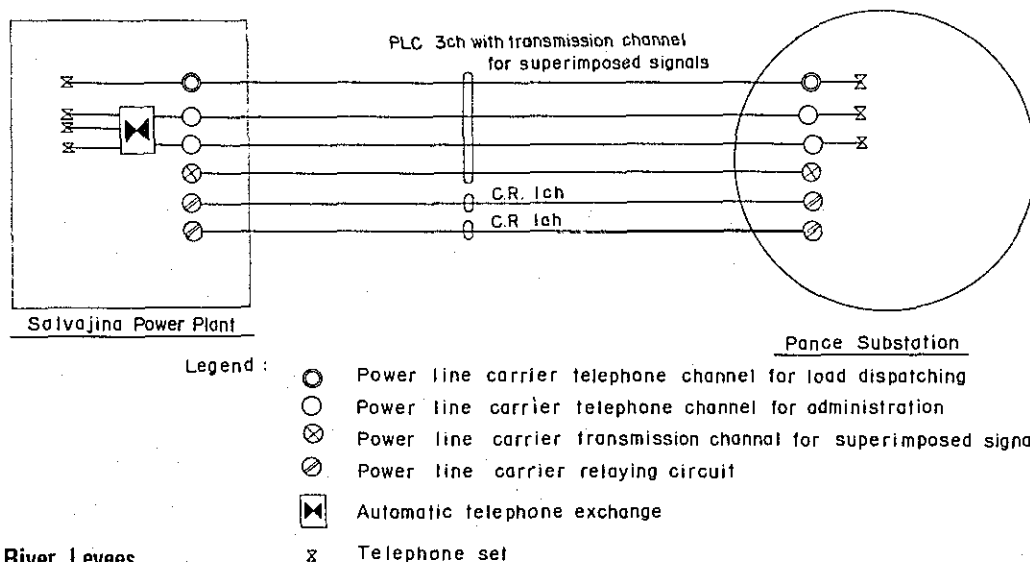 PLC 3ch with transmission channel
for superimposed signals
C.R. 1ch
C.R 1ch
Salvajina Power Plant
Pance Substation
Legend :
Power line carrier telephone channel for load dispatching
Power line carrier telephone channel for administration
Power line carrier transmission channel for superimposed signa
Power line carrier relaying circuit
Automatic telephone exchange
River Levees
Telephone set